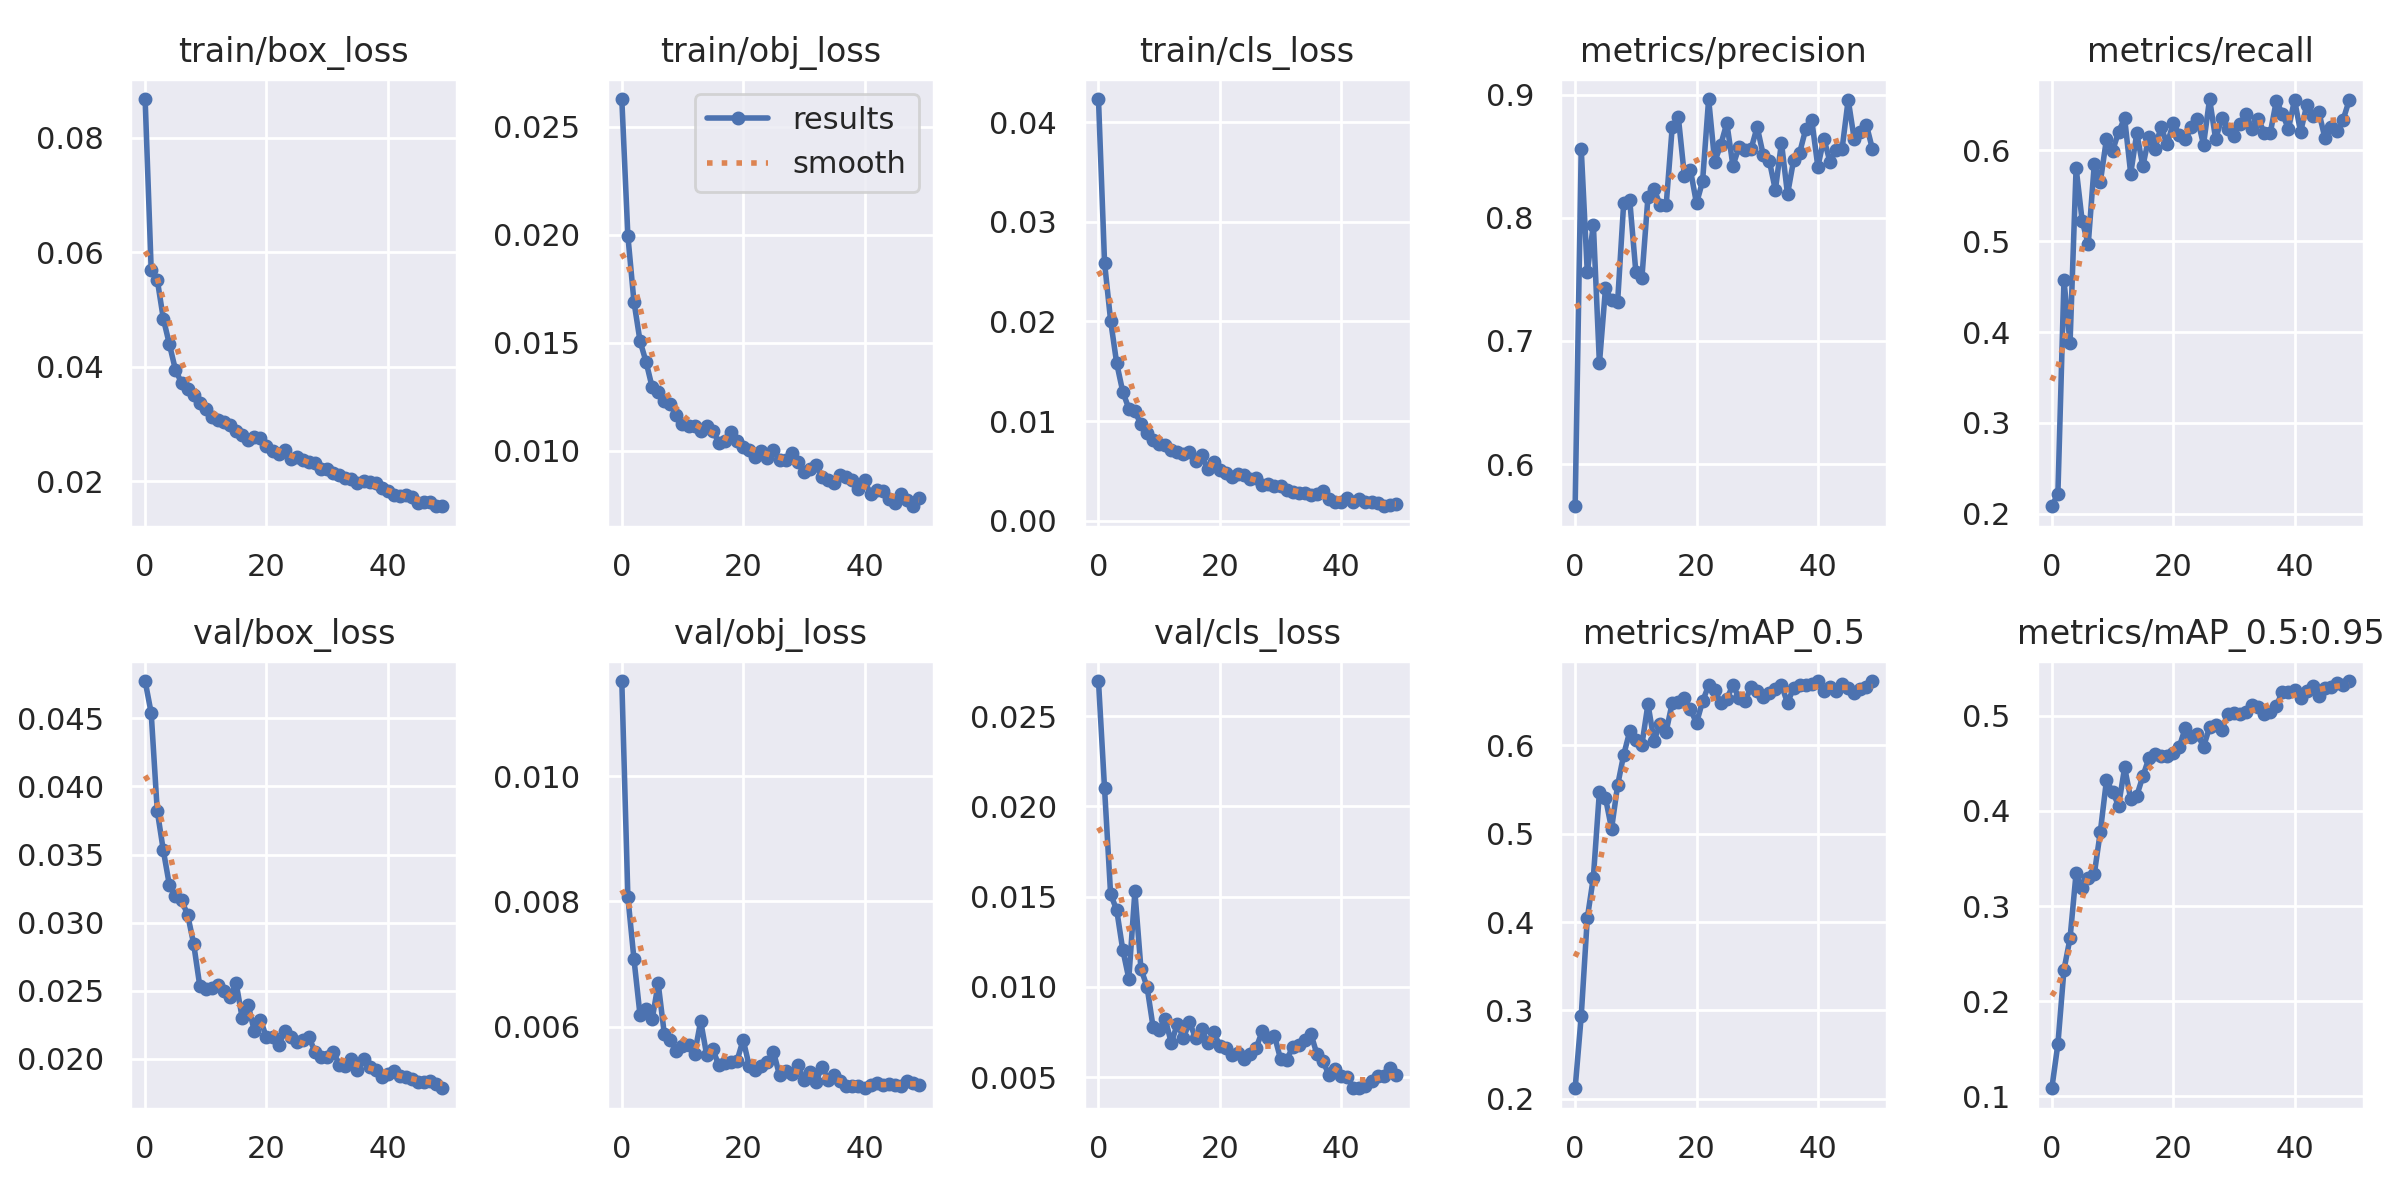 train/box_loss
0.08
0.06
0.04
0.02
0 20 40
train/obj_loss
results
smooth
0.025
0.020
0.015
0.010
0 20 40
train/cls_loss
0.04
0.03
0.02
0.01
0.00
0 20 40
metrics/precision
0.9
0.8
0.7
0.6
0 20 40
metrics/recall
0.6
0.5
0.4
0.3
0.2
0 20 40
val/box_loss
0.045
0.040
0.035
0.030
0.025
0.020
0 20 40
val/obj_loss
0.010
0.008
0.006
0 20 40
val/cls_loss
0.025
0.020
0.015
0.010
0.005
0 20 40
metrics/mAP_0.5
0.6
0.5
0.4
0.3
0.2
0 20 40
metrics/mAP_0.5:0.95
0.5
0.4
0.3
0.2
0.1
0 20 40